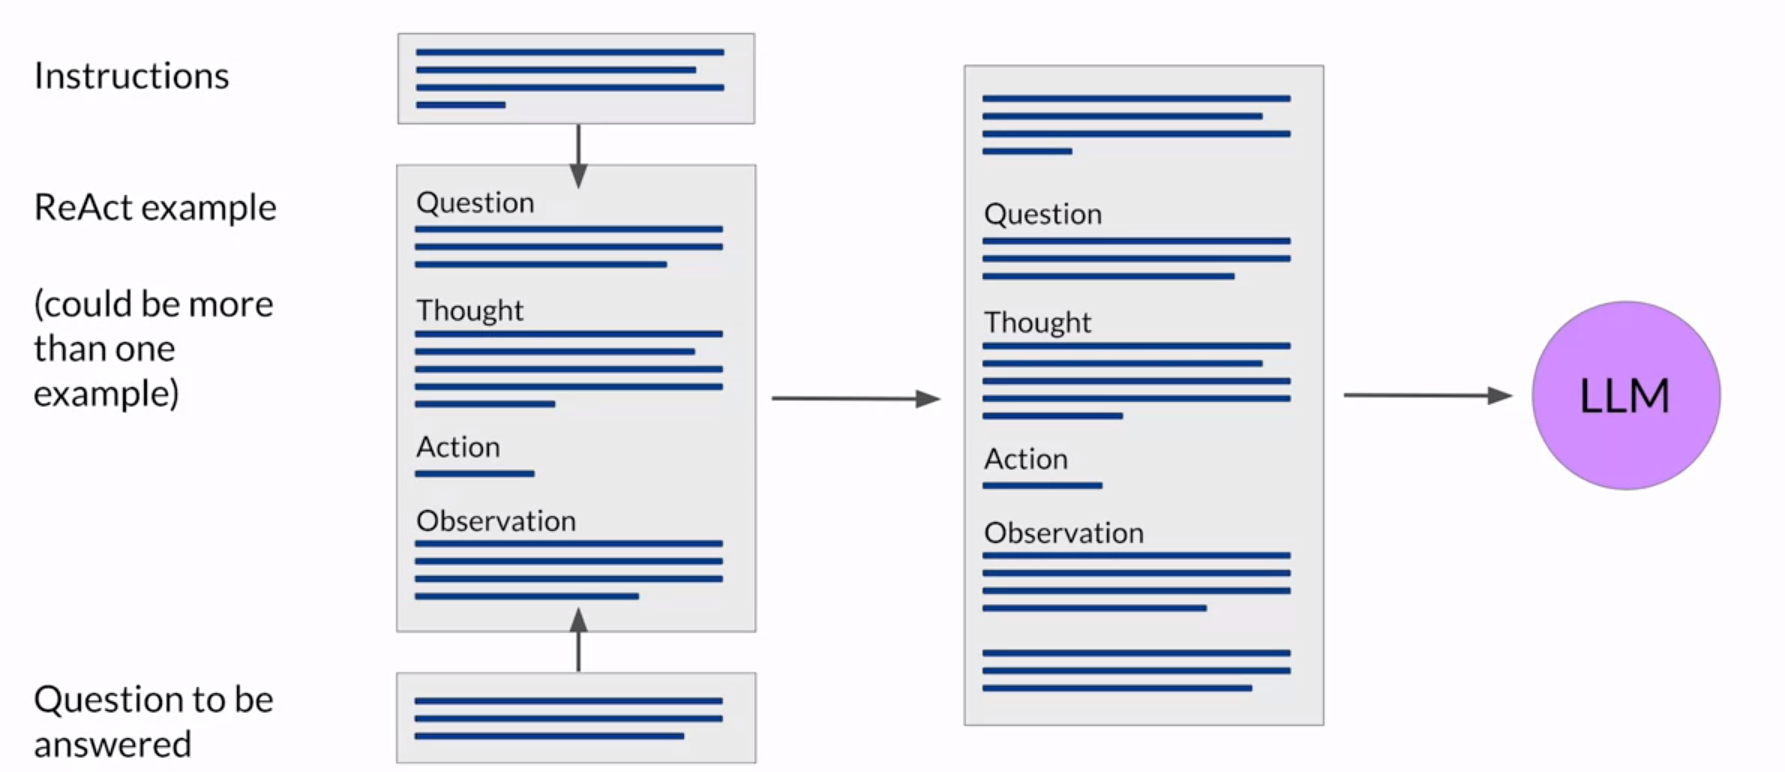 Instructions
ReAct example
(could be more
than one
example)
Question to be
answered
Question
Thought
Action
Observation
Question
Thought
Action
Observation
LLM